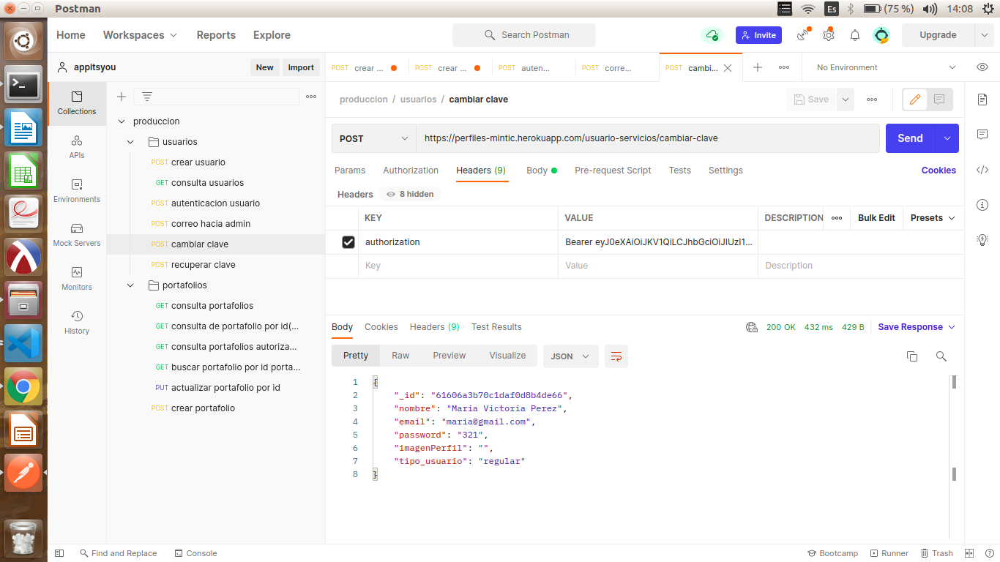 Postman
Es (75 %) 14:08
Home Workspaces Reports Explore Search Postman Invite Upgrade
appitsyou New Import
POST crear ... POST crear ... POST auten... POST corre... POST cambi... No Environment
Collections
APIs
Environments
Mock Servers
Monitors
History
produccion
usuarios
POST crear usuario
GET consulta usuarios
POST autenticacion usuario
POST correo hacia admin
POST cambiar clave
POST recuperar clave
portafolios
GET consulta portafolios
GET consulta de portafolio por id(...
GET consulta portafolios autoriza...
GET buscar portafolio por id porta...
PUT actualizar portafolio por id
POST crear portafolio
produccion / usuarios / cambiar clave Save
POST https://perfiles-mintic.herokuapp.com/usuario-servicios/cambiar-clave Send
Params Authorization Headers (9) Body Pre-request Script Tests Settings Cookies
Headers 8 hidden
KEY VALUE DESCRIPTION Bulk Edit Presets
authorization Bearer eyJ0eXAiOiJKV1QiLCJhbGciOiJIUzI1...
Key Value Description
Body Cookies Headers (9) Test Results 200 OK 432 ms 429 B Save Response
Pretty Raw Preview Visualize JSON
1 {
2 "_id": "61606a3b70c1daf0d8b4de66",
3 "nombre": "Maria Victoria Perez",
4 "email": "maria@gmail.com",
5 "password": "321",
6 "imagenPerfil": "",
7 "tipo_usuario": "regular"
8 }
Find and Replace Console Bootcamp Runner Trash